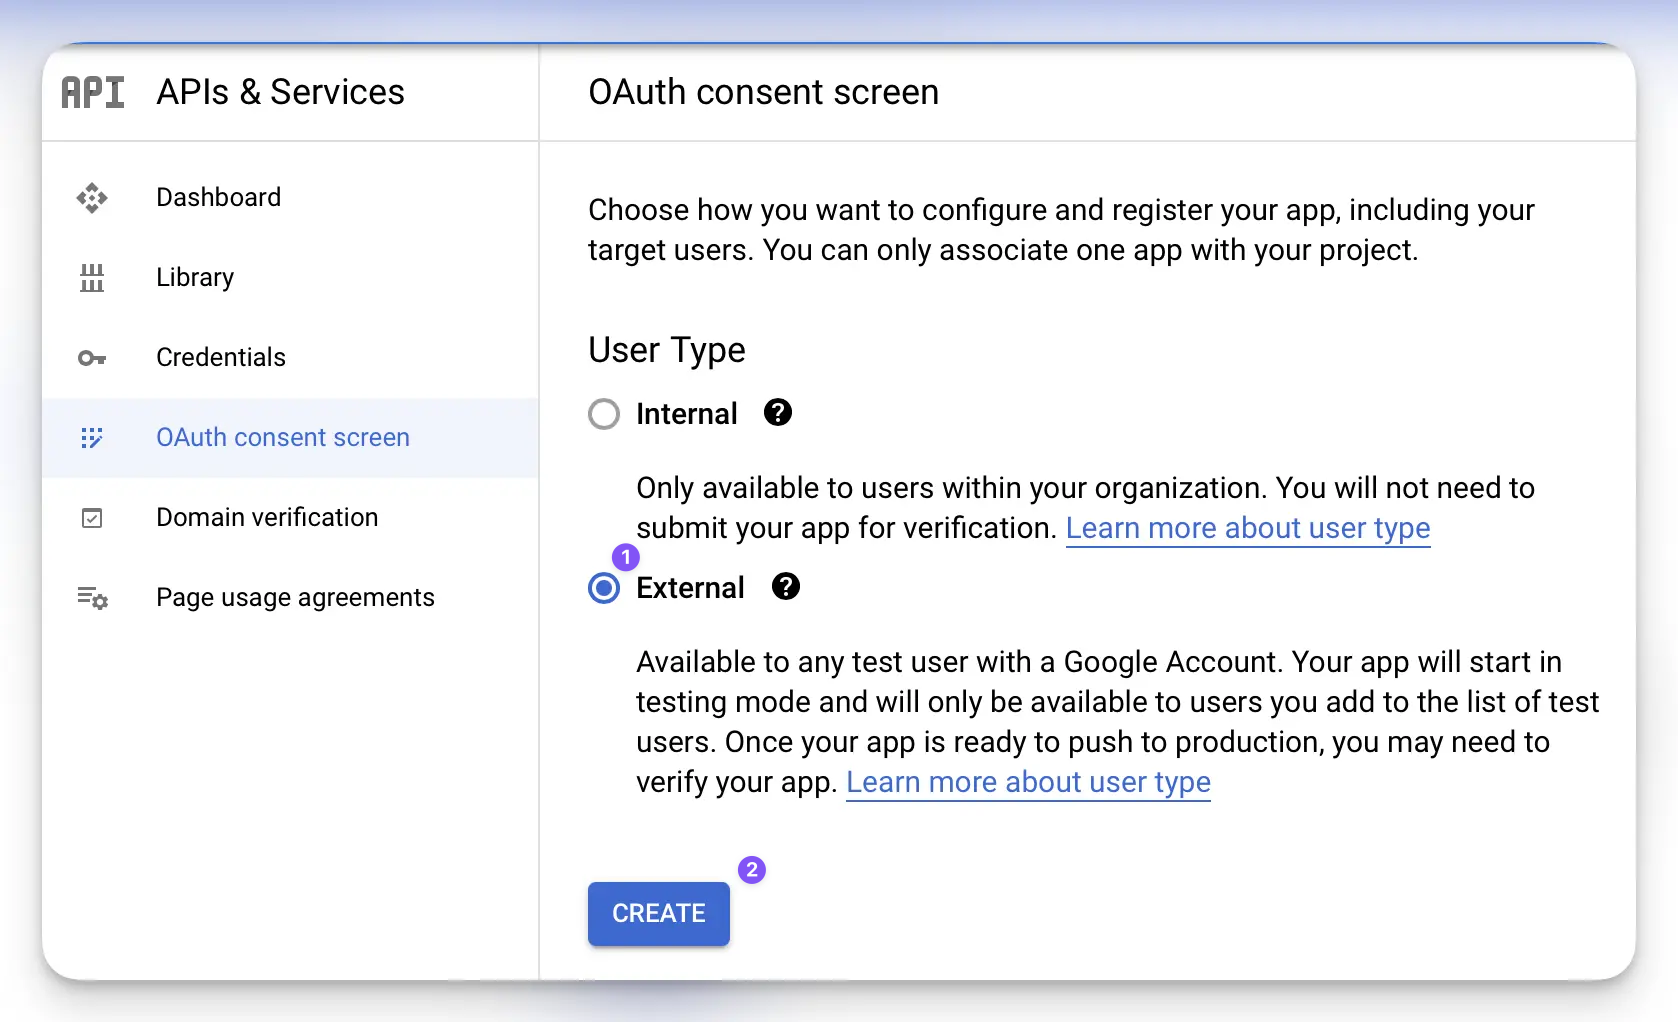 API APIs & Services
OAuth consent screen
Dashboard
Library
Credentials
OAuth consent screen
Domain verification
Page usage agreements
Choose how you want to configure and register your app, including your
target users. You can only associate one app with your project.
User Type
Internal ?
Only available to users within your organization. You will not need to
submit your app for verification. Learn more about user type
1
External ?
Available to any test user with a Google Account. Your app will start in
testing mode and will only be available to users you add to the list of test
users. Once your app is ready to push to production, you may need to
verify your app. Learn more about user type
2
CREATE